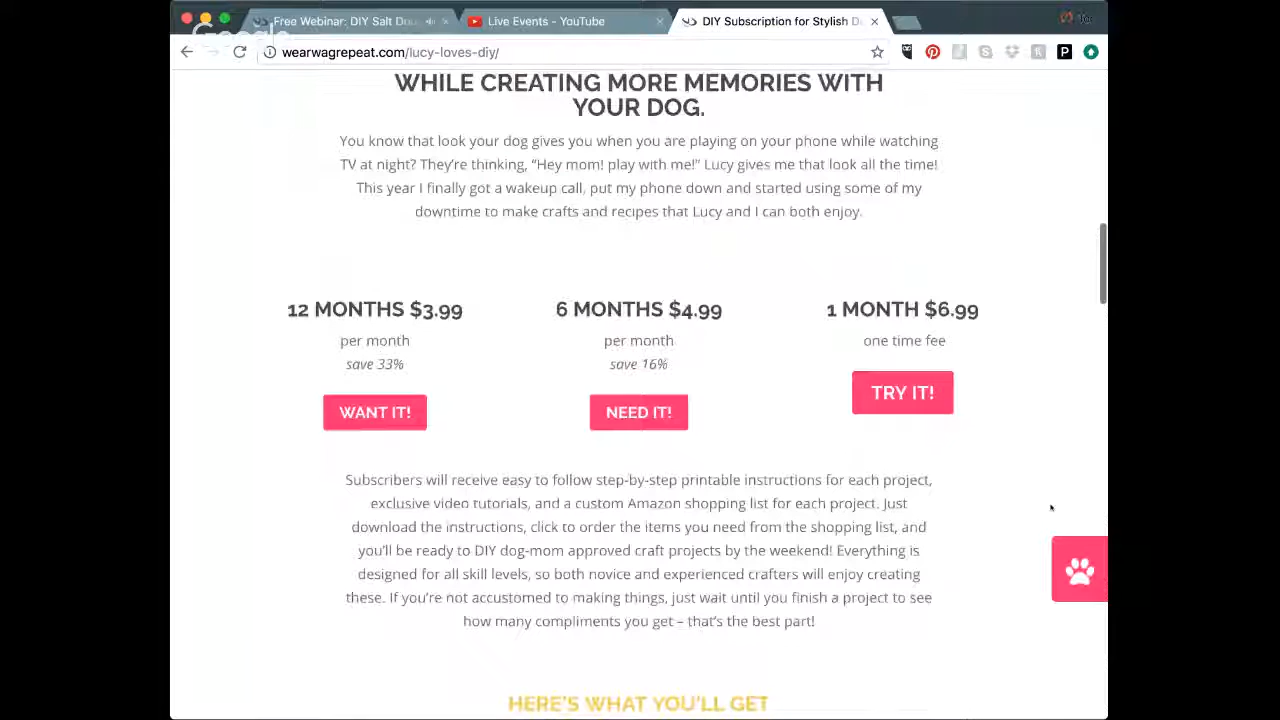 Free Webinar: DIY Salt Dou
Live Events - YouTube
DIY Subscription for Stylish D
Google
wearwagrepeat.com/lucy-loves-diy/
WHILE CREATING MORE MEMORIES WITH
YOUR DOG.
You know that look your dog gives you when you are playing on your phone while watching
TV at night? They're thinking, “Hey mom! play with me!” Lucy gives me that look all the time!
This year I finally got a wakeup call, put my phone down and started using some of my
downtime to make crafts and recipes that Lucy and I can both enjoy.
12 MONTHS $3.99
per month
save 33%
WANT IT!
6 MONTHS $4.99
per month
save 16%
NEED IT!
1 MONTH $6.99
one time fee
TRY IT!
Subscribers will receive easy to follow step-by-step printable instructions for each project,
exclusive video tutorials, and a custom Amazon shopping list for each project. Just
download the instructions, click to order the items you need from the shopping list, and
you'll be ready to DIY dog-mom approved craft projects by the weekend! Everything is
designed for all skill levels, so both novice and experienced crafters will enjoy creating
these. If you're not accustomed to making things, just wait until you finish a project to see
how many compliments you get – that's the best part!
HERE'S WHAT YOU'LL GET